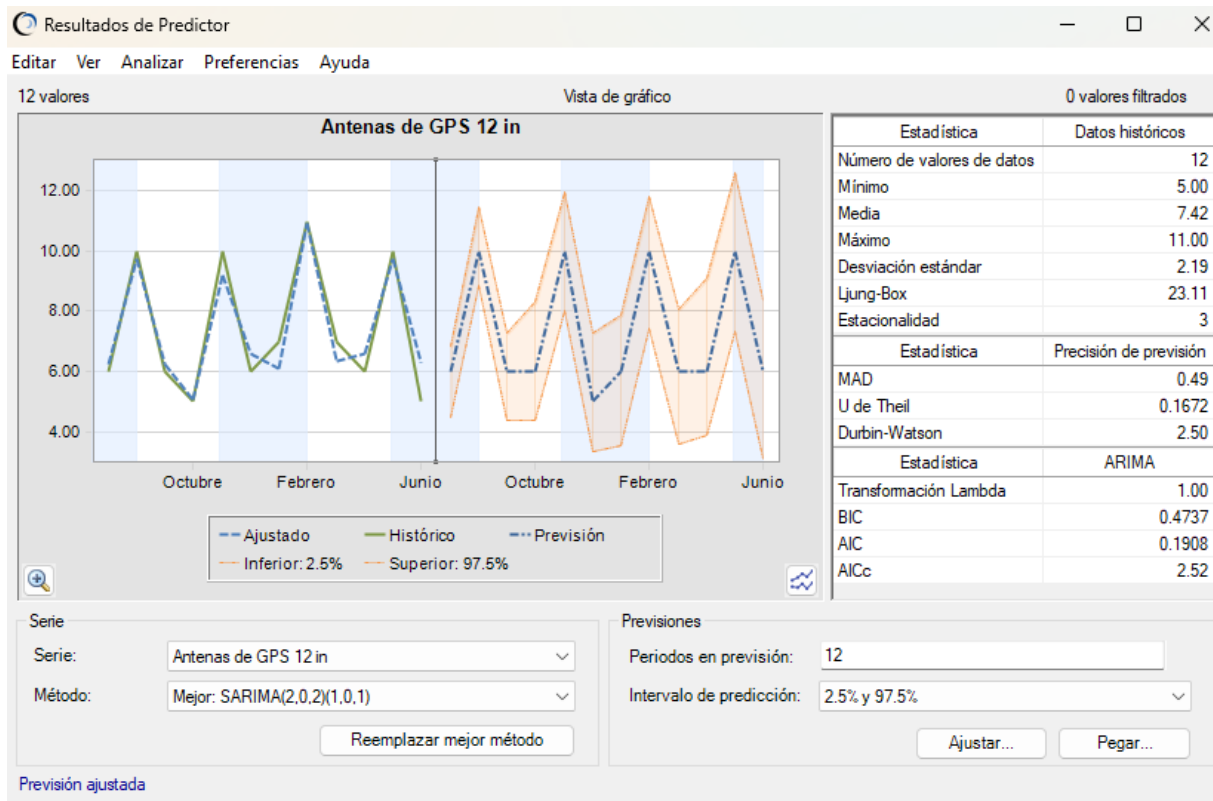 Resultados de Predictor
Editar Ver Analizar Preferencias Ayuda
12 valores Vista de gráfico 0 valores filtrados
Antenas de GPS 12 in
12.00
10.00
8.00
6.00
4.00
Octubre Febrero Junio Octubre Febrero Junio
Ajustado Histórico Previsión
Inferior: 2.5% Superior: 97.5%
Estadística Datos históricos
Número de valores de datos 12
Mínimo 5.00
Media 7.42
Máximo 11.00
Desviación estándar 2.19
Ljung-Box 23.11
Estacionalidad 3
Estadística Precisión de previsión
MAD 0.49
U de Theil 0.1672
Durbin-Watson 2.50
Estadística ARIMA
Transformación Lambda 1.00
BIC 0.4737
AIC 0.1908
AICc 2.52
Serie
Serie: Antenas de GPS 12 in
Método: Mejor: SARIMA(2,0,2)(1,0,1)
Reemplazar mejor método
Previsiones
Periodos en previsión: 12
Intervalo de predicción: 2.5% y 97.5%
Ajustar... Pegar...
Previsión ajustada